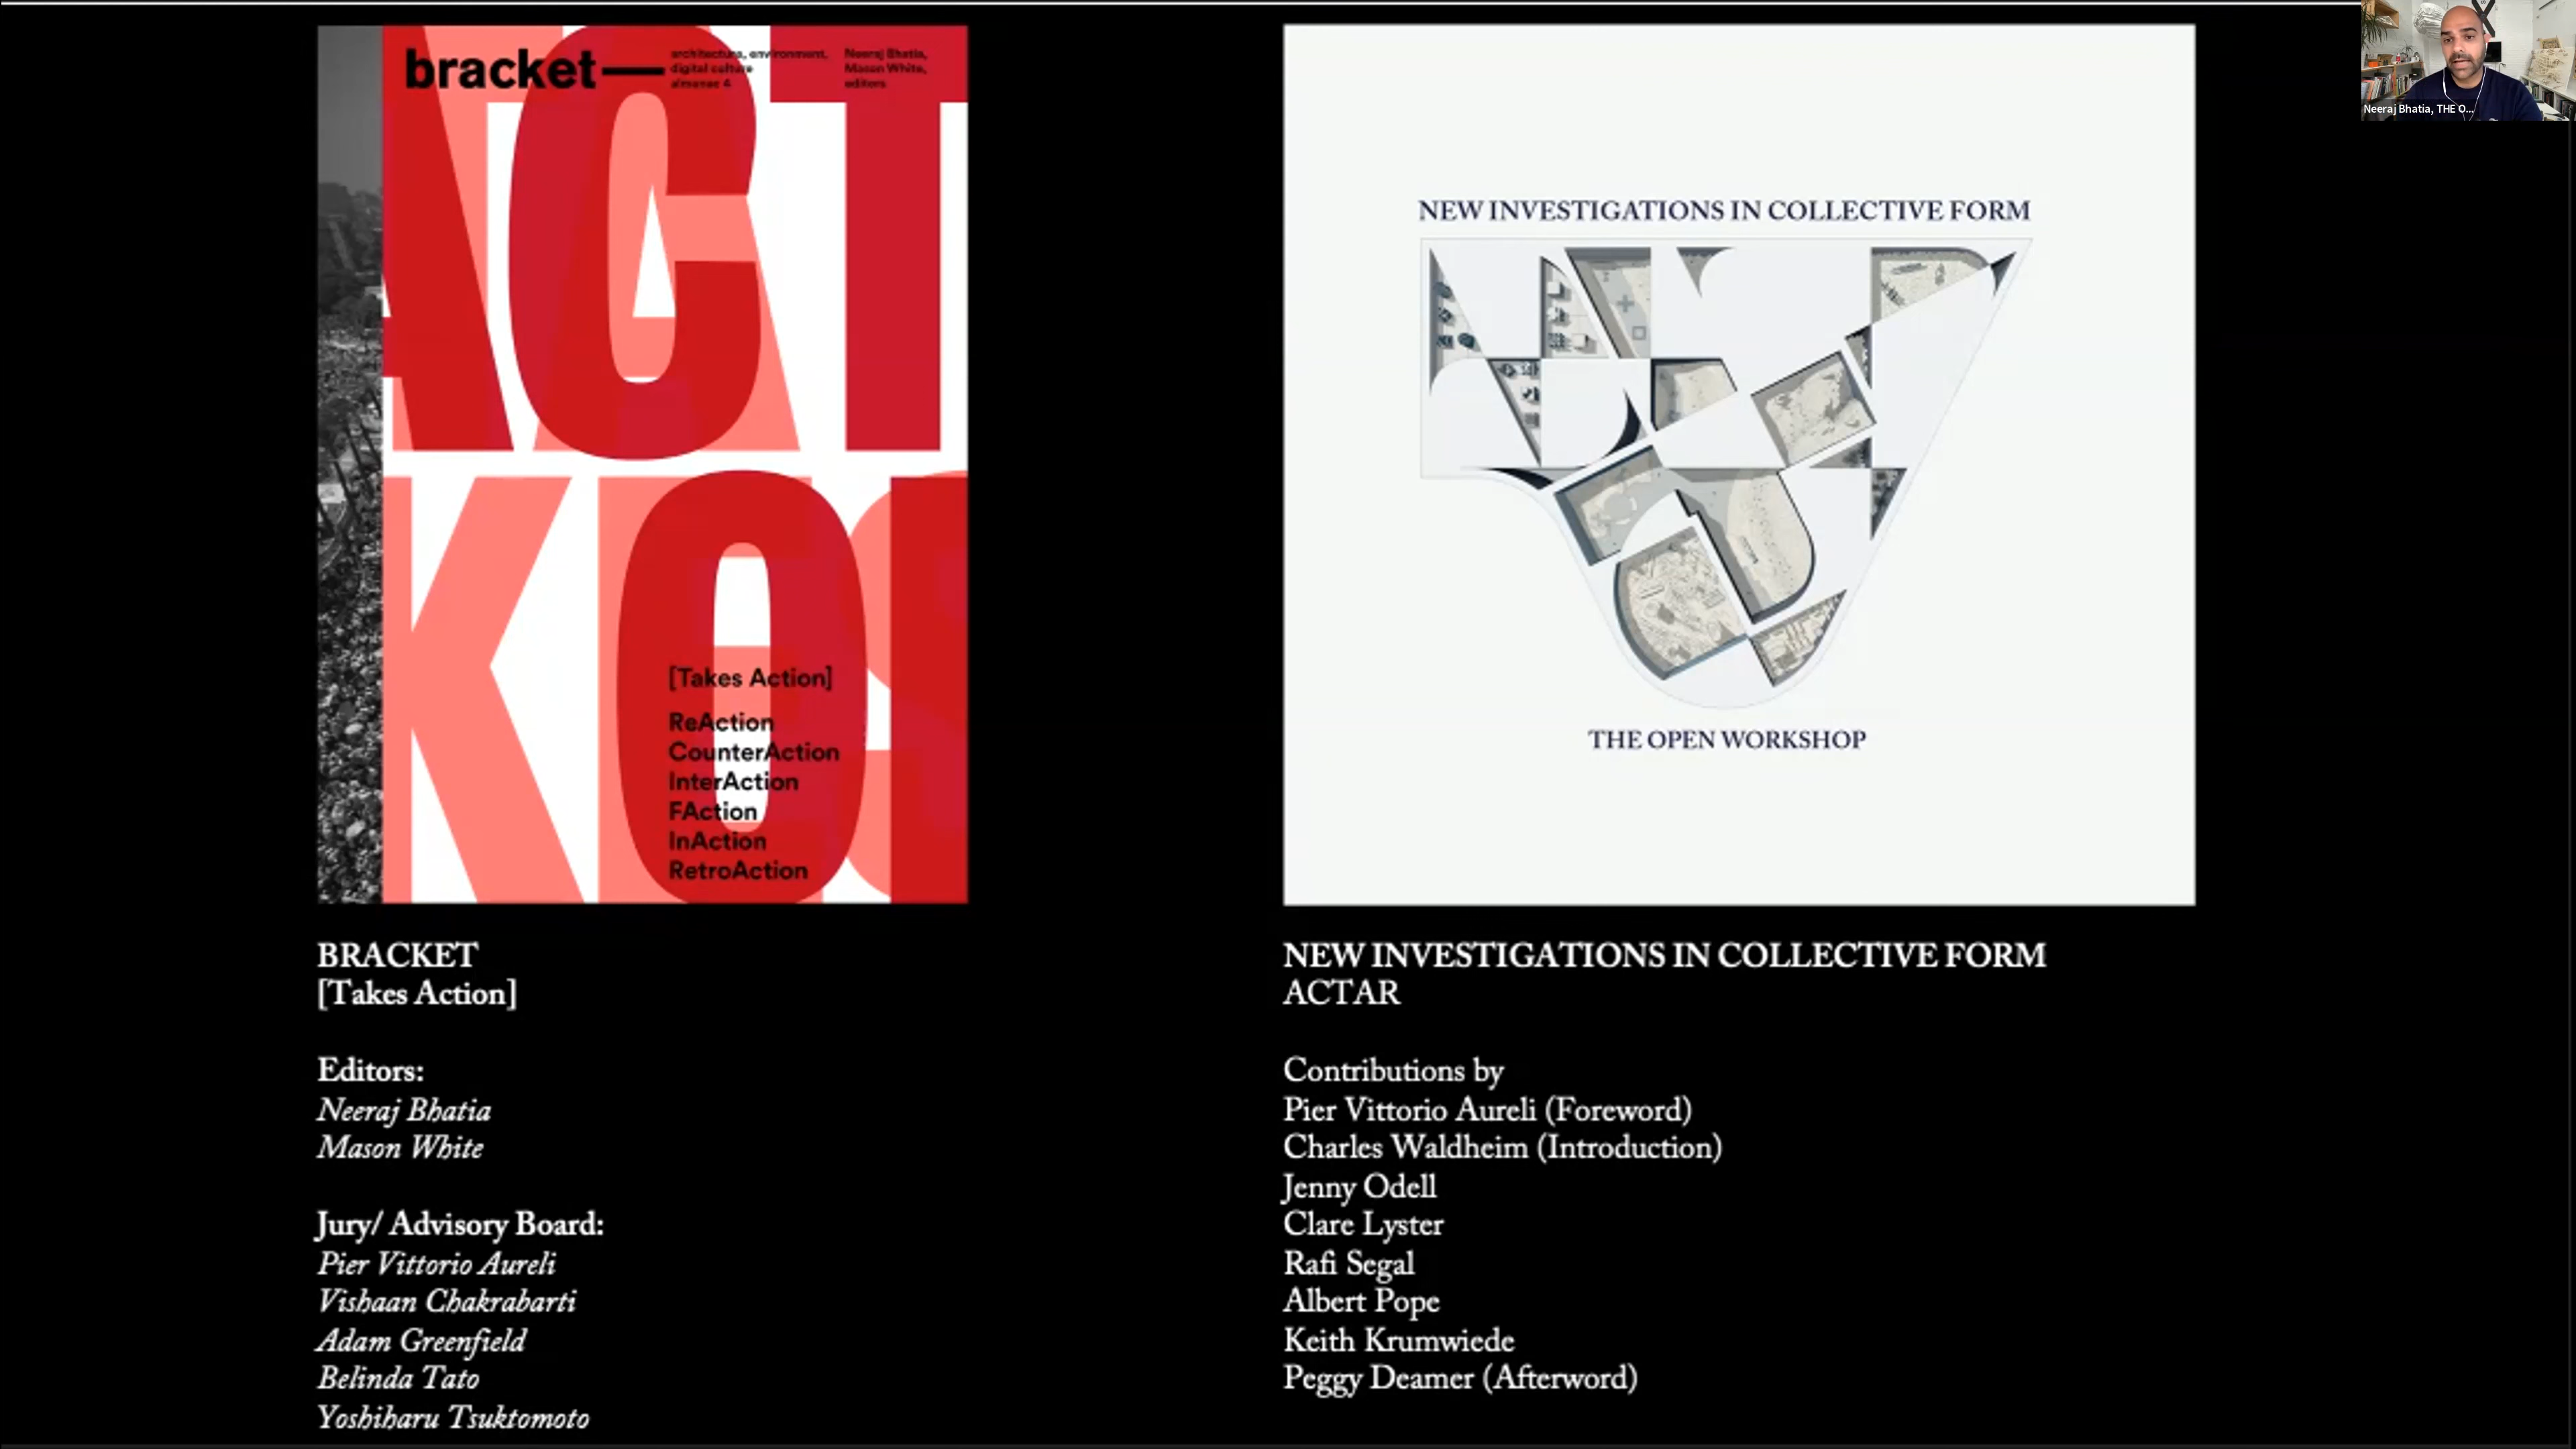 bracket—
architecture, environment,
digital culture
almanac 4
Neeraj Bhatia,
Mason White,
editors
ACT
[Takes Action]
ReAction
CounterAction
InterAction
FAction
InAction
RetroAction
BRACKET
[Takes Action]
Editors:
Neeraj Bhatia
Mason White
Jury/ Advisory Board:
Pier Vittorio Aureli
Vishaan Chakrabarti
Adam Greenfield
Belinda Tato
Yoshiharu Tsuktomoto
NEW INVESTIGATIONS IN COLLECTIVE FORM
THE OPEN WORKSHOP
NEW INVESTIGATIONS IN COLLECTIVE FORM
ACTAR
Contributions by
Pier Vittorio Aureli (Foreword)
Charles Waldheim (Introduction)
Jenny Odell
Clare Lyster
Rafi Segal
Albert Pope
Keith Krumwiede
Peggy Deamer (Afterword)
Neeraj Bhatia, THE O...